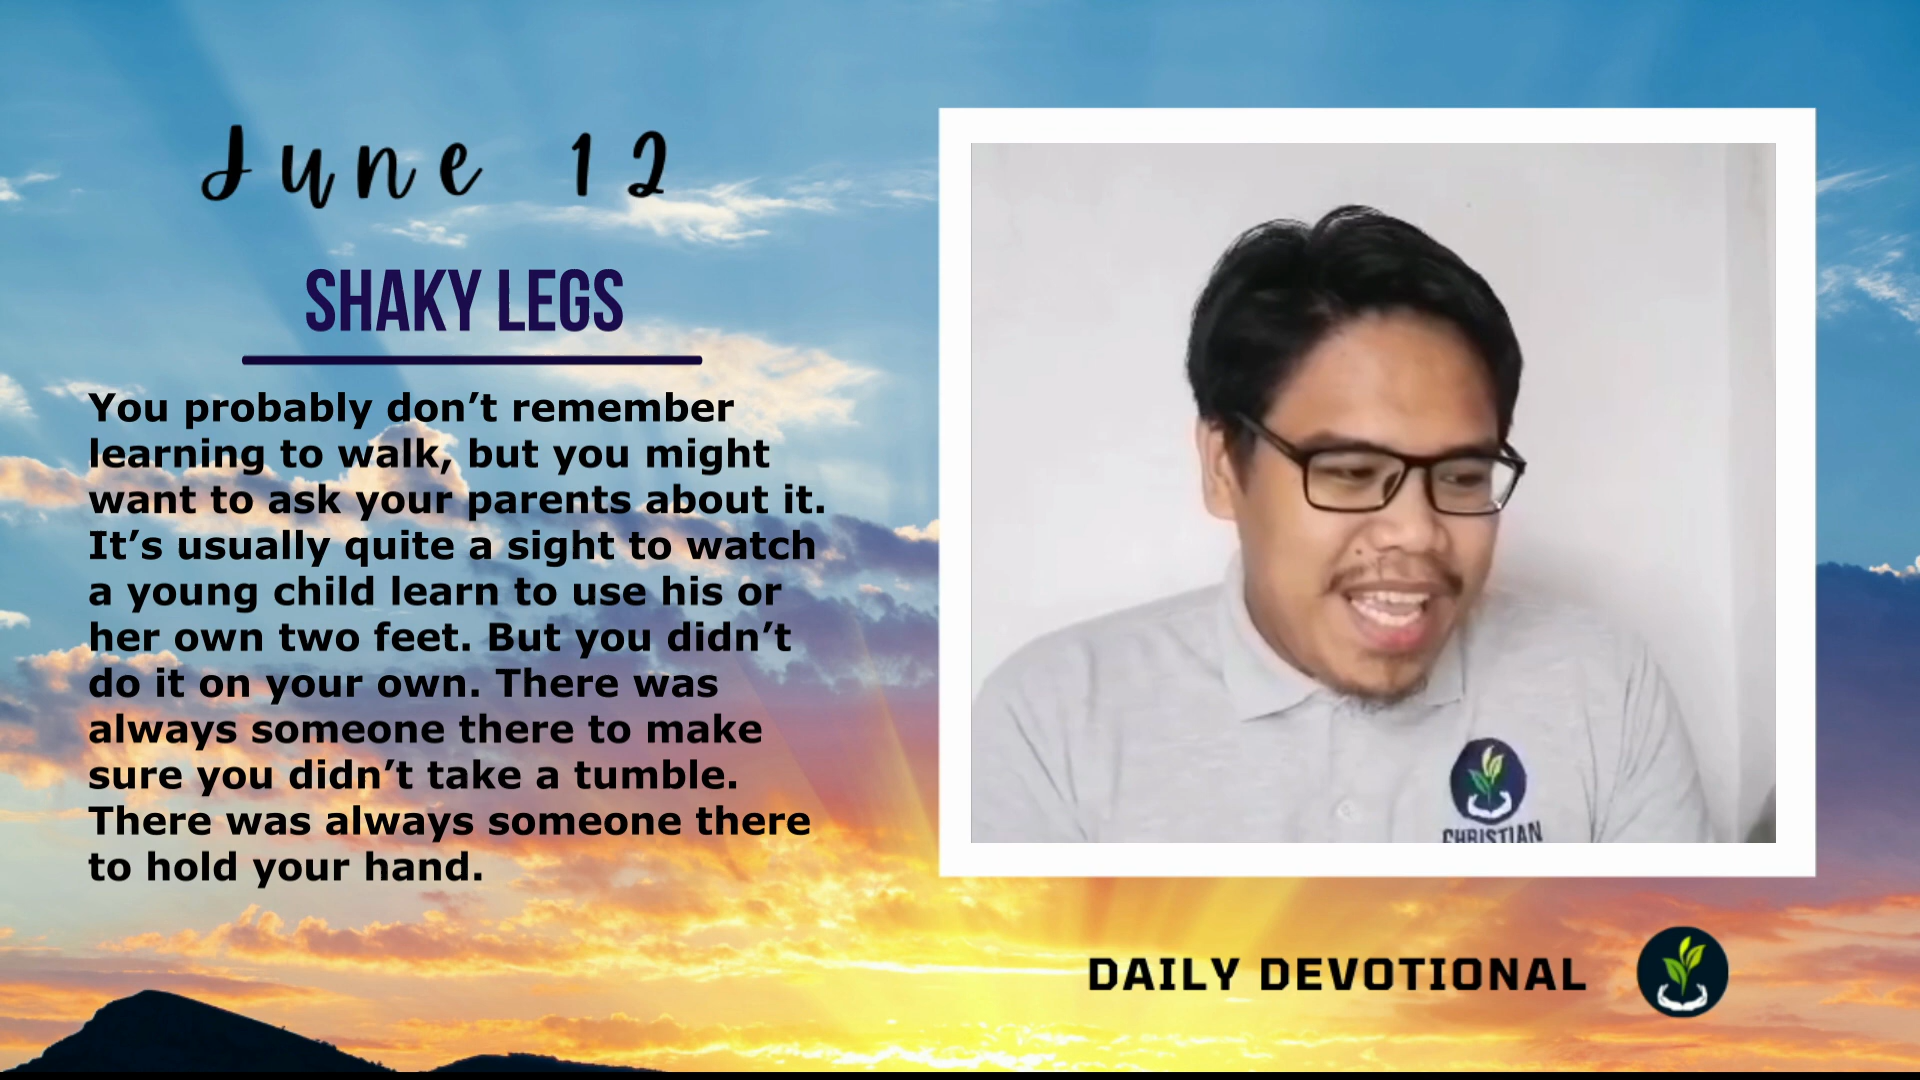 June 12
SHAKY LEGS
You probably don’t remember
learning to walk, but you might
want to ask your parents about it.
It’s usually quite a sight to watch
a young child learn to use his or
her own two feet. But you didn’t
do it on your own. There was
always someone there to make
sure you didn’t take a tumble.
There was always someone there
to hold your hand.
CHRISTIAN
DAILY DEVOTIONAL